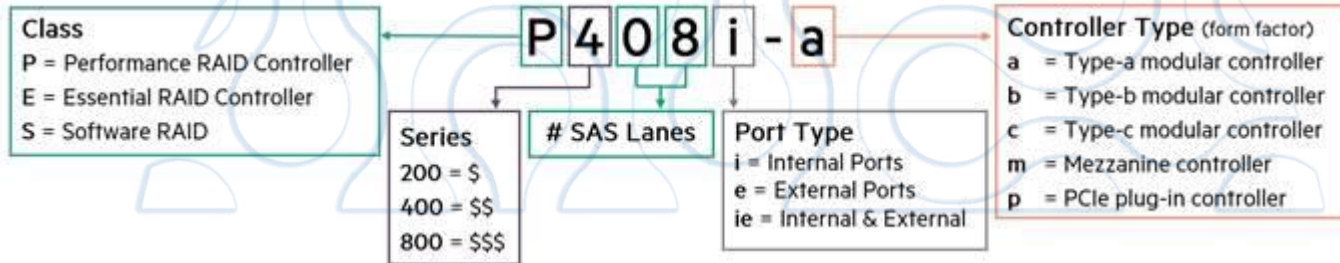 P408i-a
Class
P = Performance RAID Controller
E = Essential RAID Controller
S = Software RAID
Series
200 = $
400 = $$
800 = $$$
# SAS Lanes
Port Type
i = Internal Ports
e = External Ports
ie = Internal & External
Controller Type (form factor)
a = Type-a modular controller
b = Type-b modular controller
c = Type-c modular controller
m = Mezzanine controller
p = PCIe plug-in controller